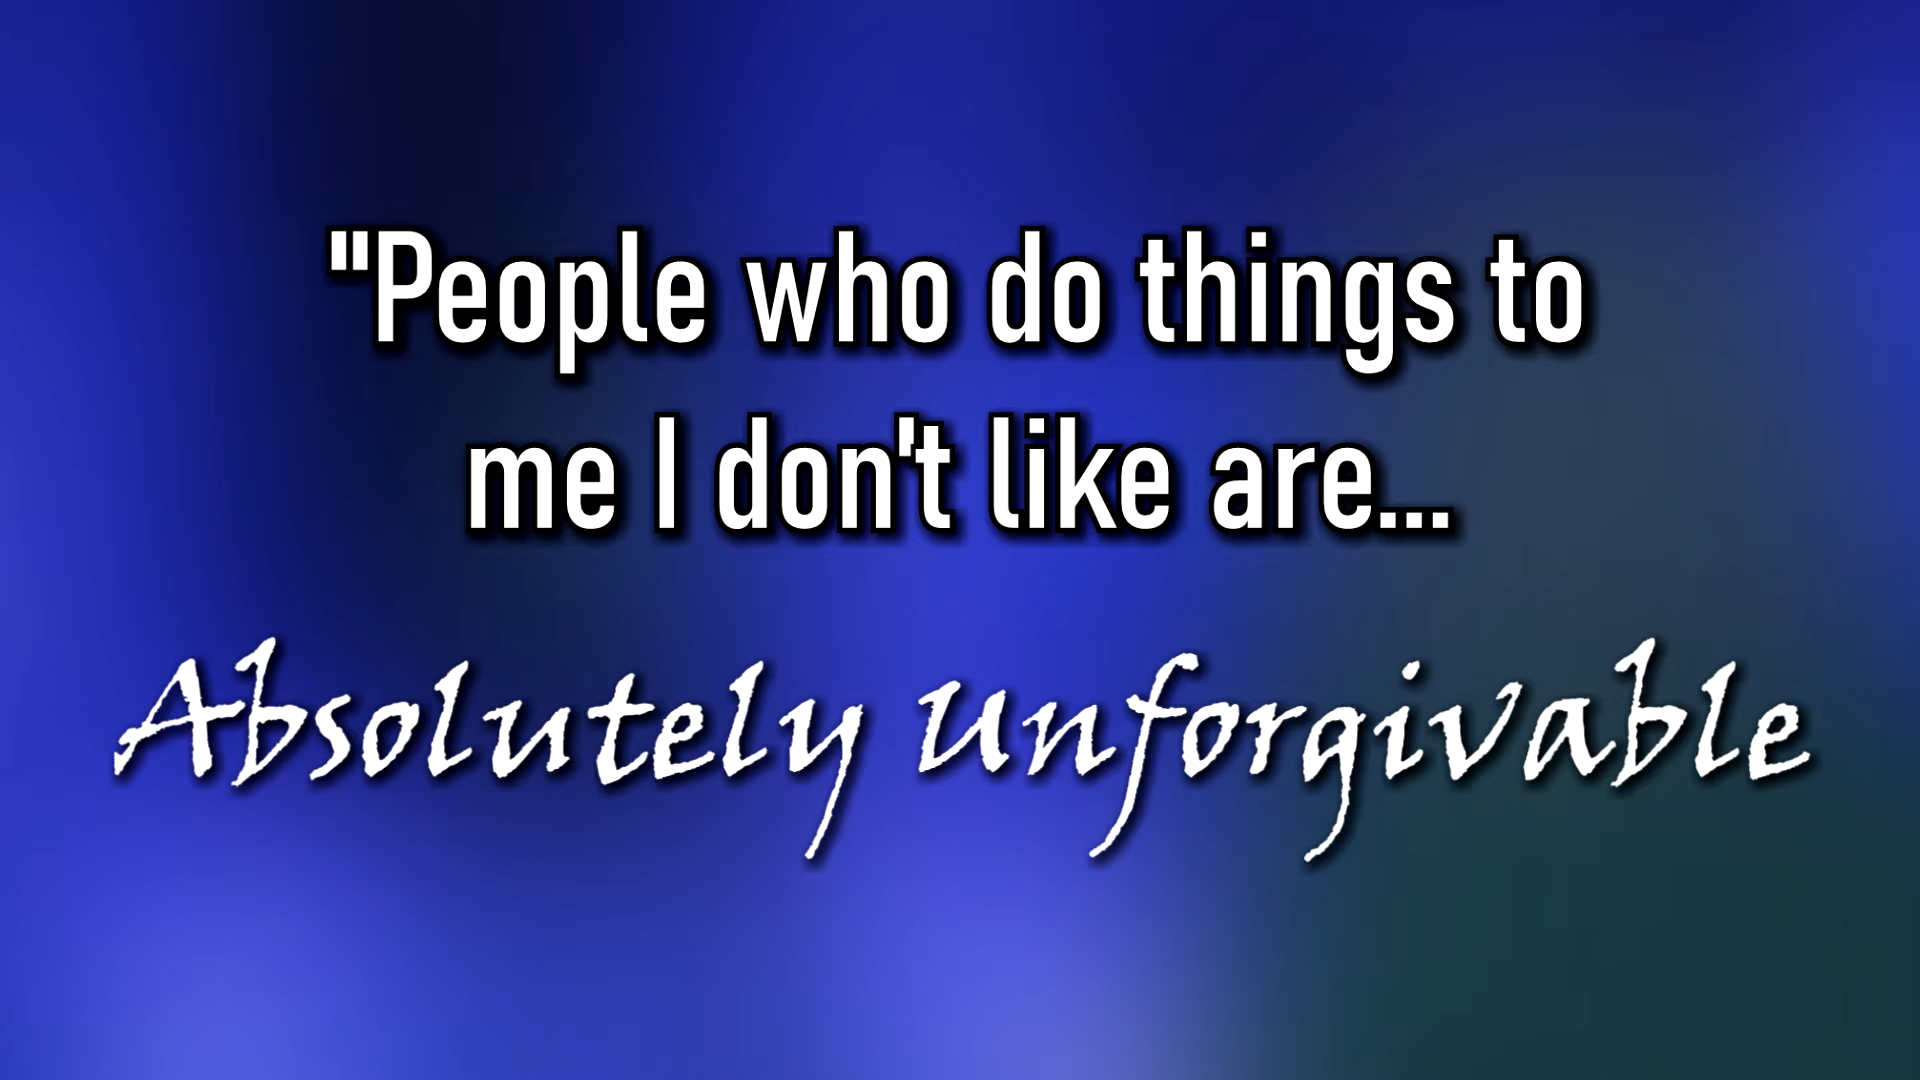 "People who do things to
me I don't like are...
Absolutely Unforgivable